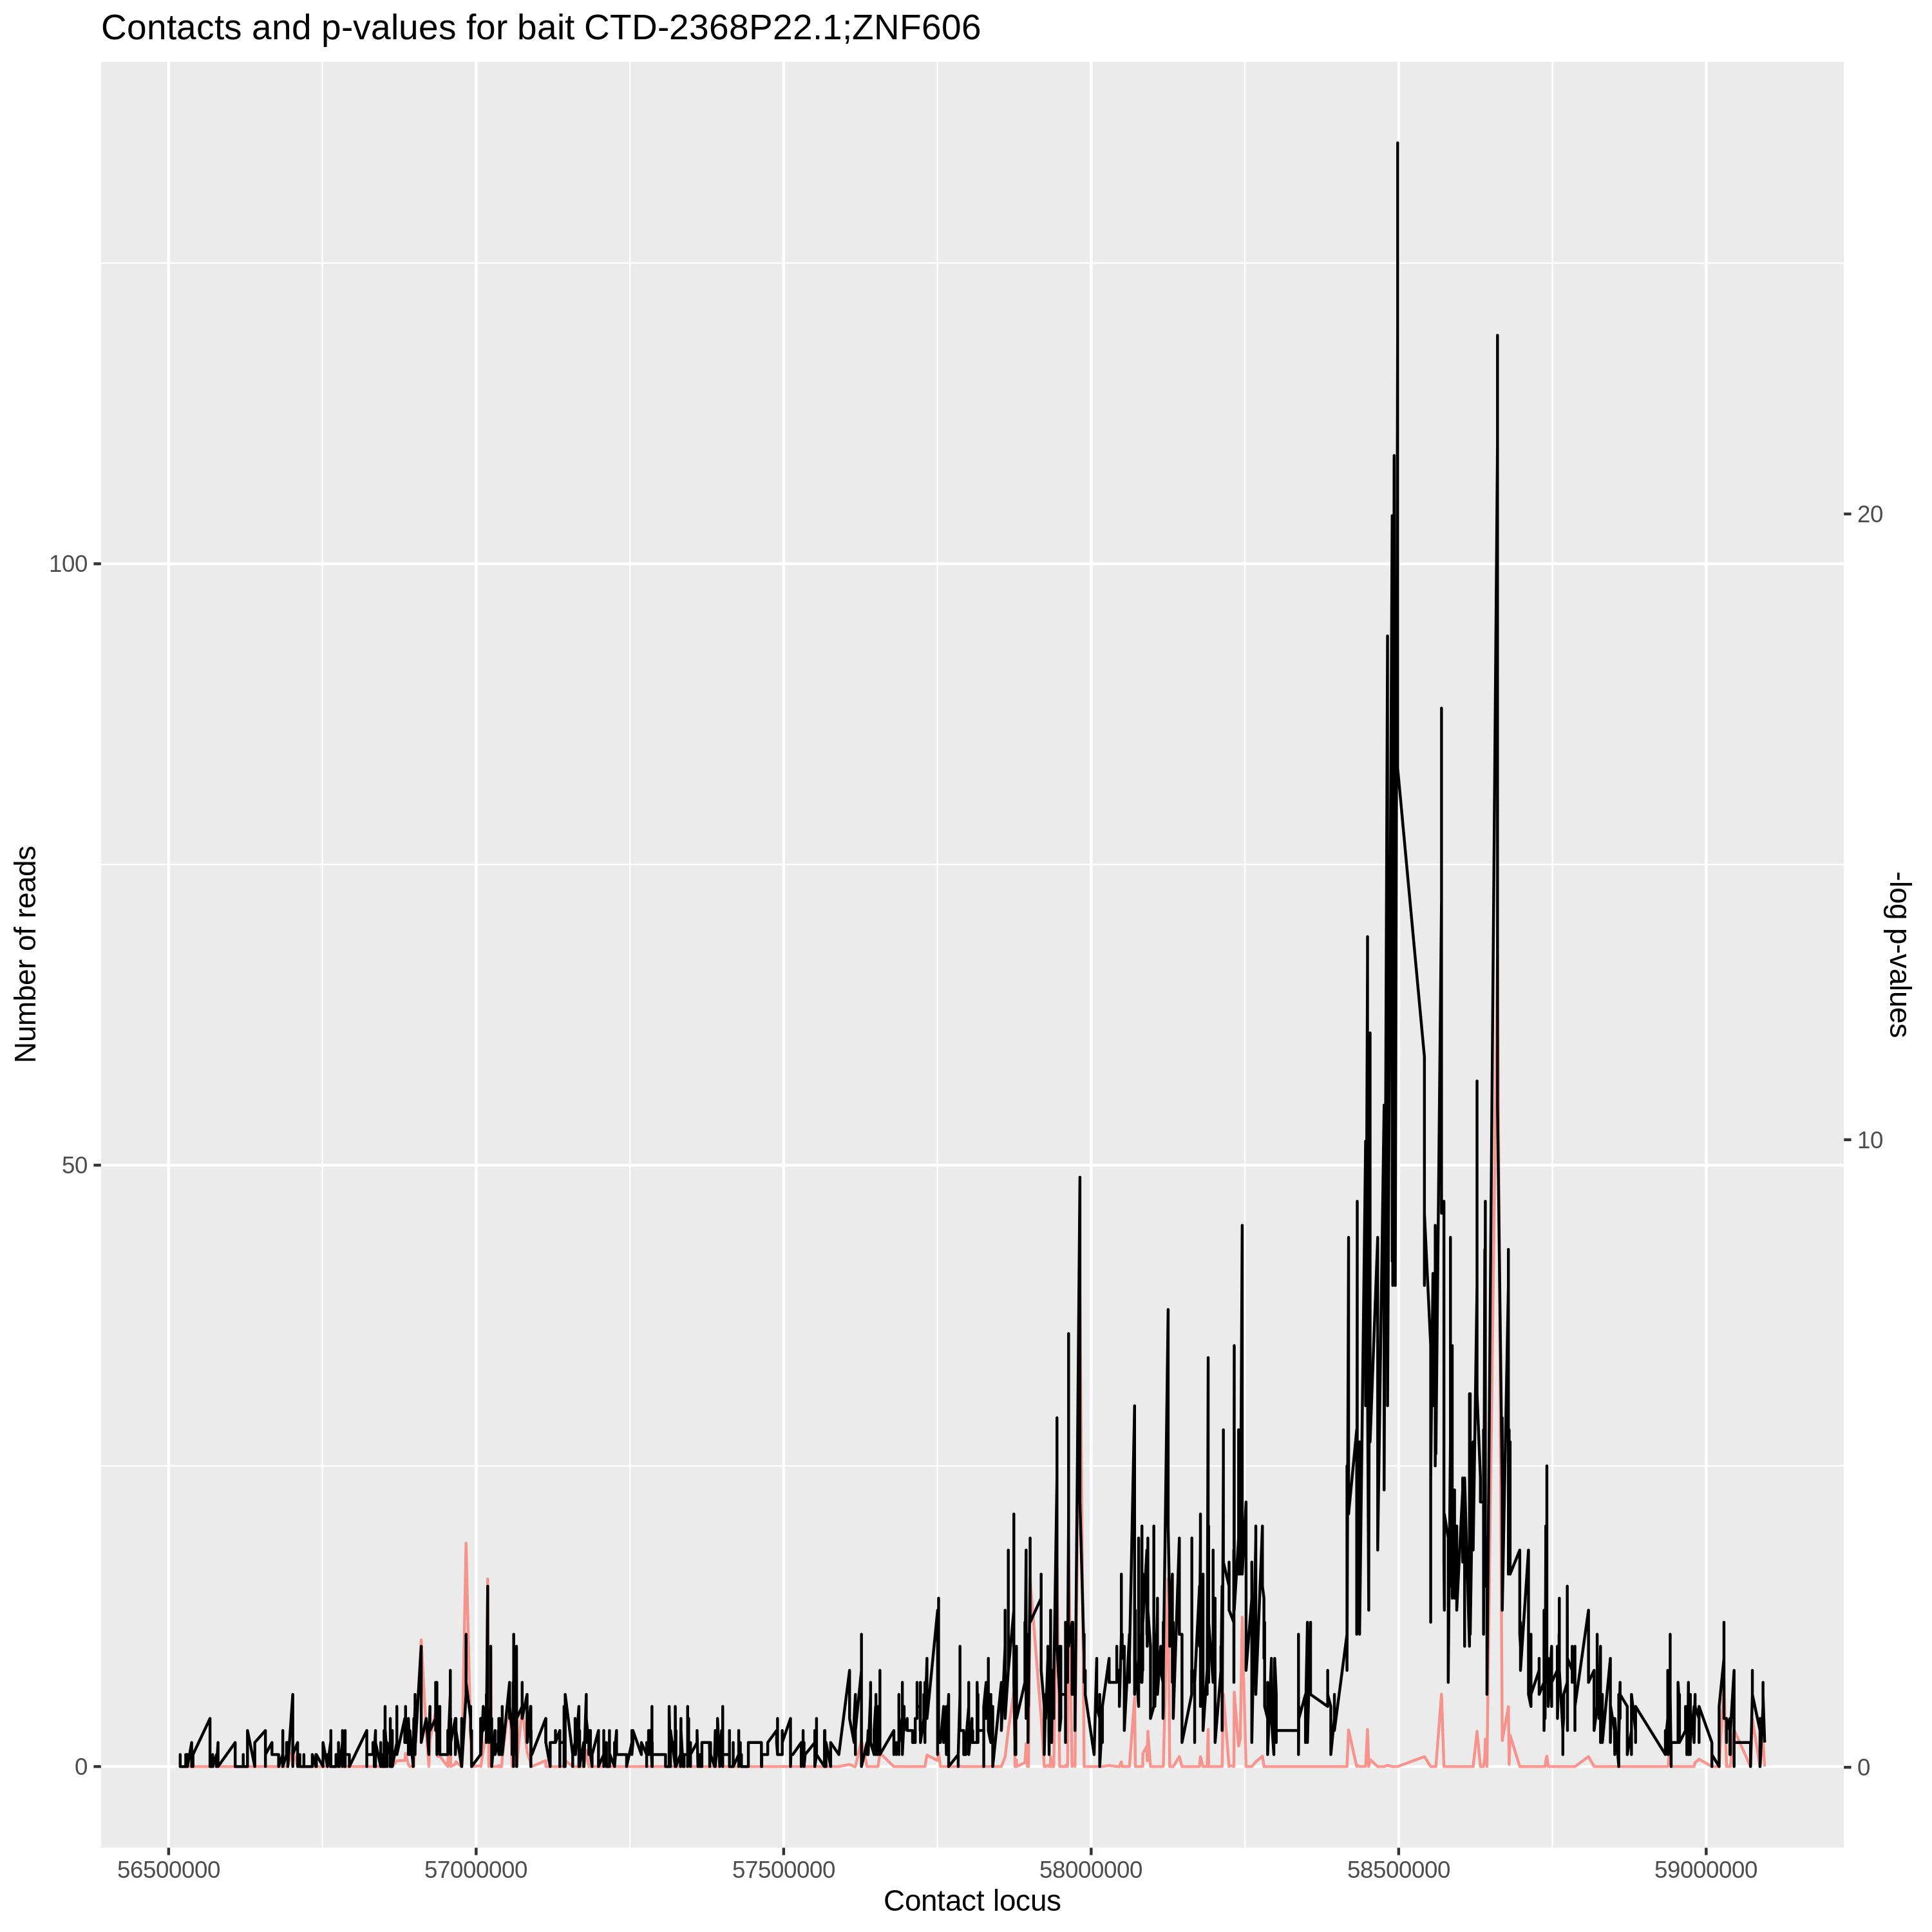 Contacts and p-values for bait CTD-2368P22.1;ZNF606
Number of reads
100
50
0
20
10
0
-log p-values
56500000 57000000 57500000 58000000 58500000 59000000
Contact locus